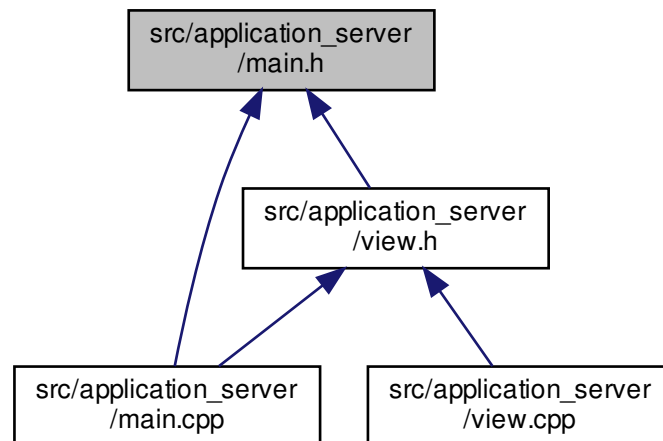 src/application_server
/main.h
src/application_server
/view.h
src/application_server
/main.cpp
src/application_server
/view.cpp